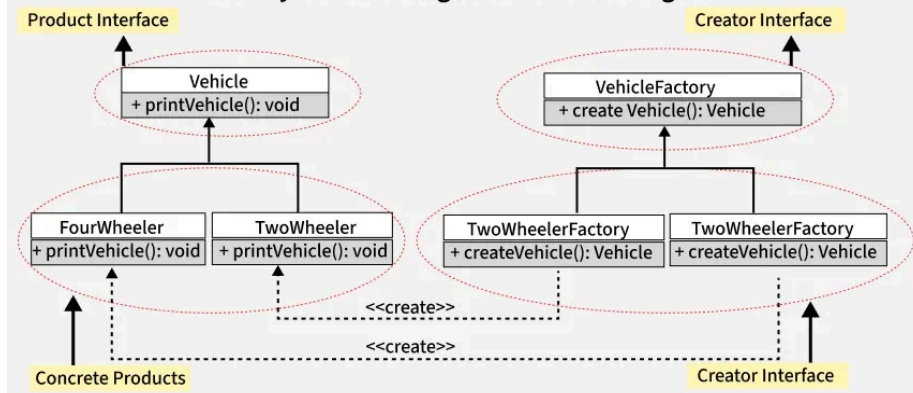 Product Interface
Creator Interface
Vehicle
+ printVehicle(): void
VehicleFactory
+ create Vehicle(): Vehicle
FourWheeler
+ printVehicle(): void
TwoWheeler
+ printVehicle(): void
TwoWheelerFactory
+ createVehicle(): Vehicle
TwoWheelerFactory
+ createVehicle(): Vehicle
<<create>>
<<create>>
Concrete Products
Creator Interface